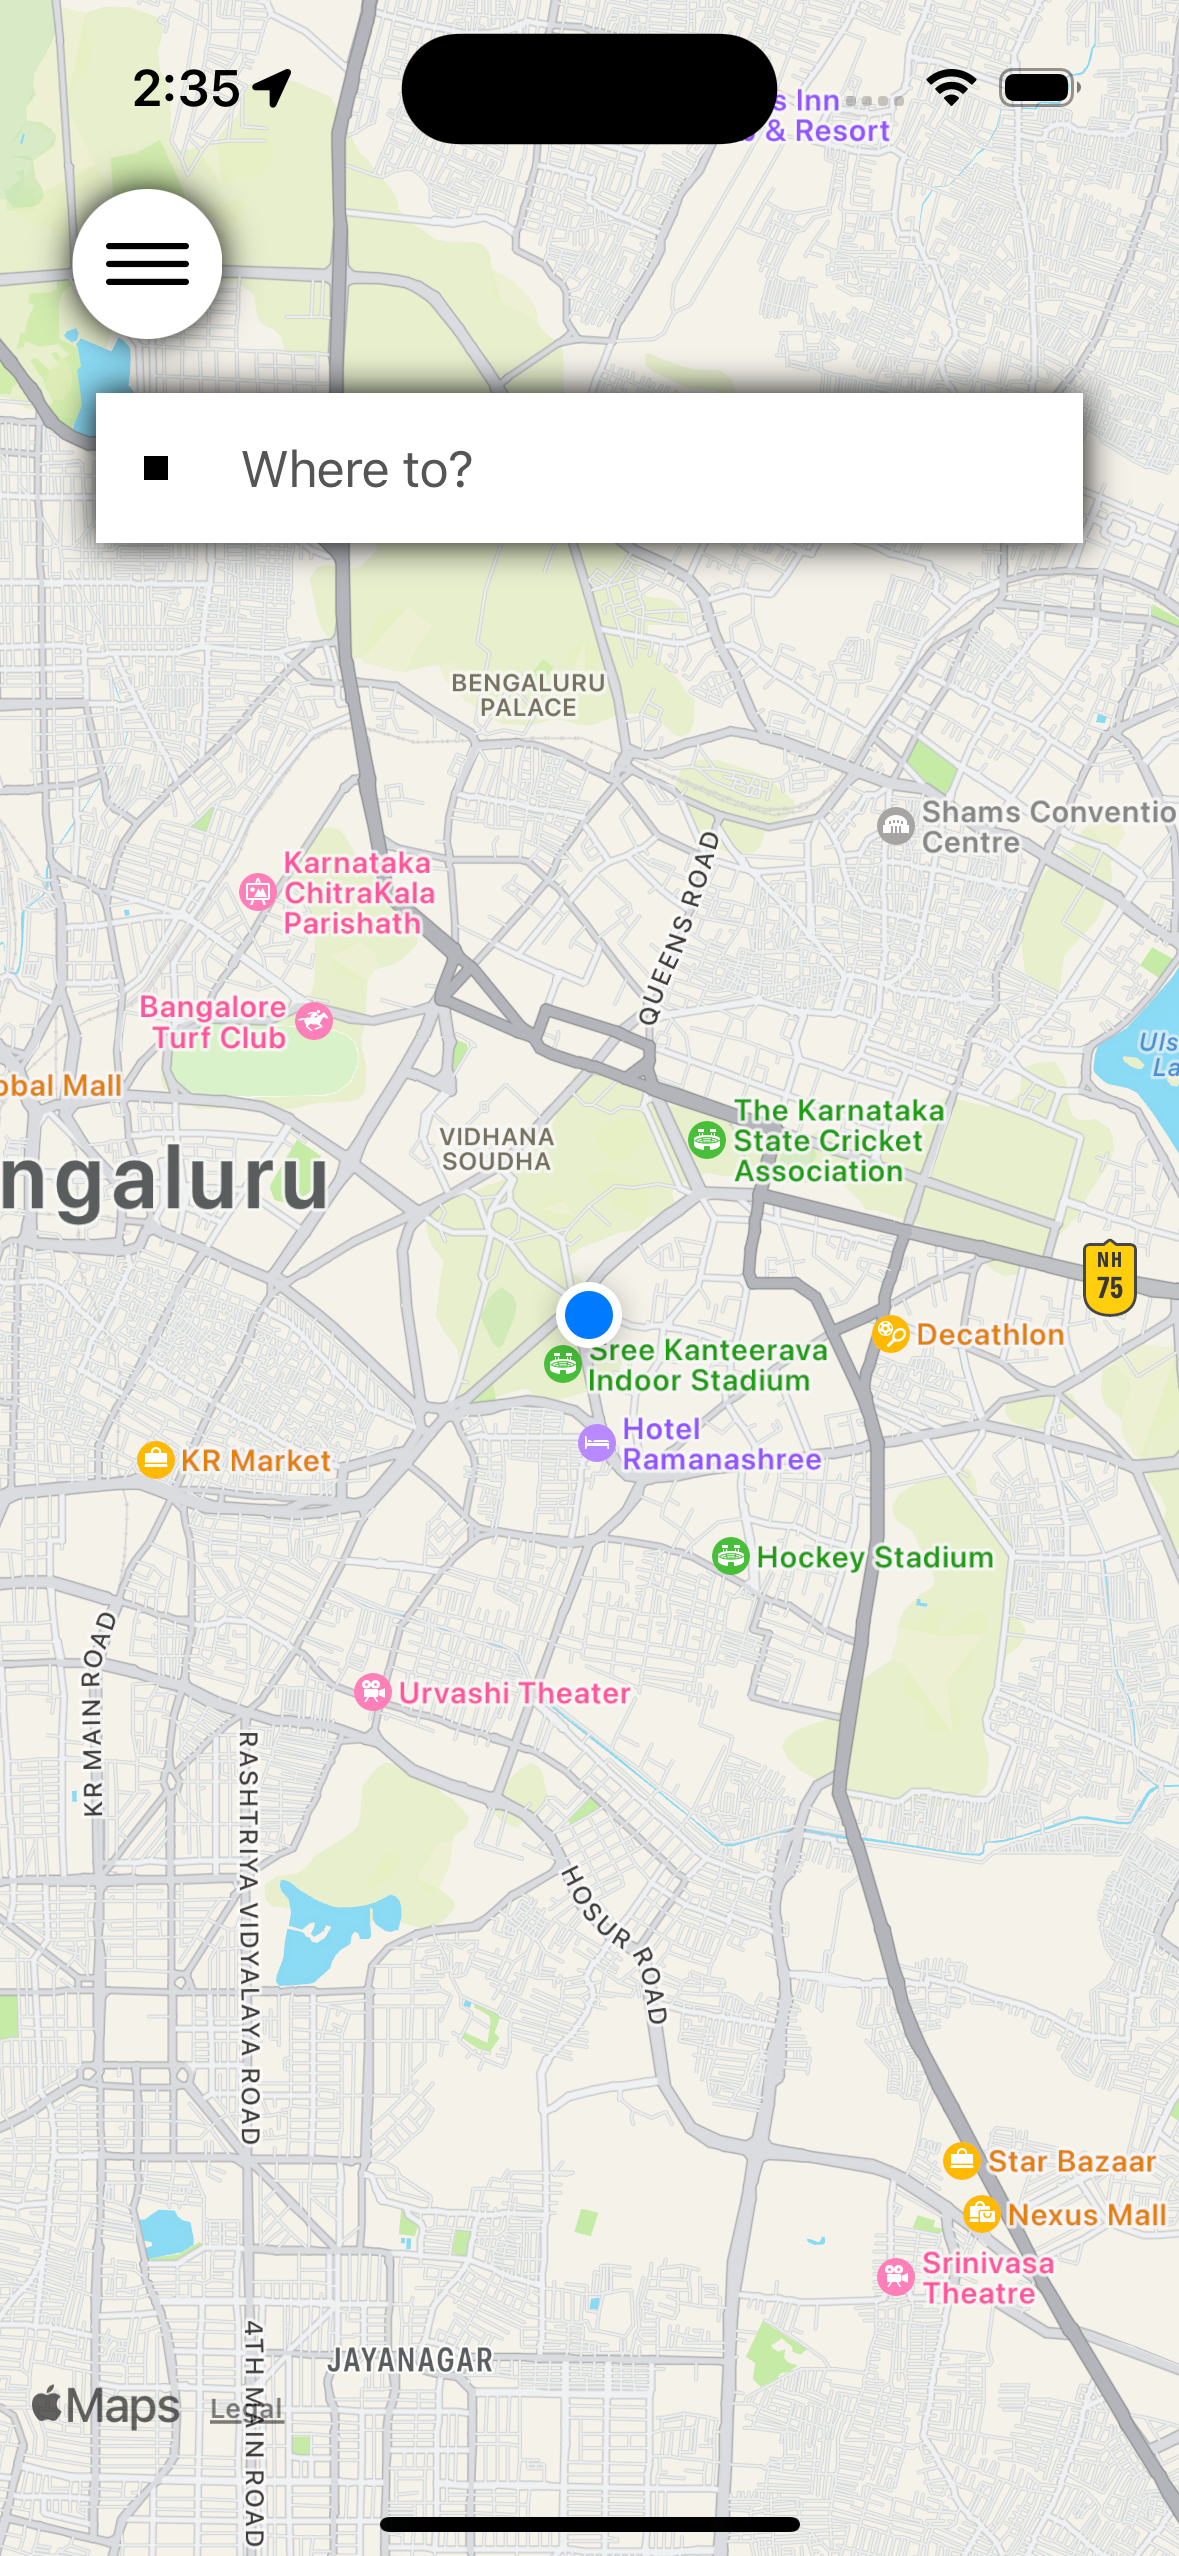 2:35
s Inn
& Resort
Where to?
BENGALURU
PALACE
Shams Conventio
Centre
QUEENS ROAD
Karnataka
ChitraKala
Parishath
Bangalore
Turf Club
Uls
La
obal Mall
The Karnataka
State Cricket
Association
VIDHANA
SOUDHA
ngaluru
NH
75
Decathlon
Sree Kanteerava
Indoor Stadium
Hotel
Ramanashree
KR Market
Hockey Stadium
KR MAIN ROAD
Urvashi Theater
RASHTRIYA VIDYALAYA ROAD
HOSUR ROAD
Star Bazaar
Nexus Mall
Srinivasa
Theatre
4TH MAIN ROAD
JAYANAGAR
Maps
Legal